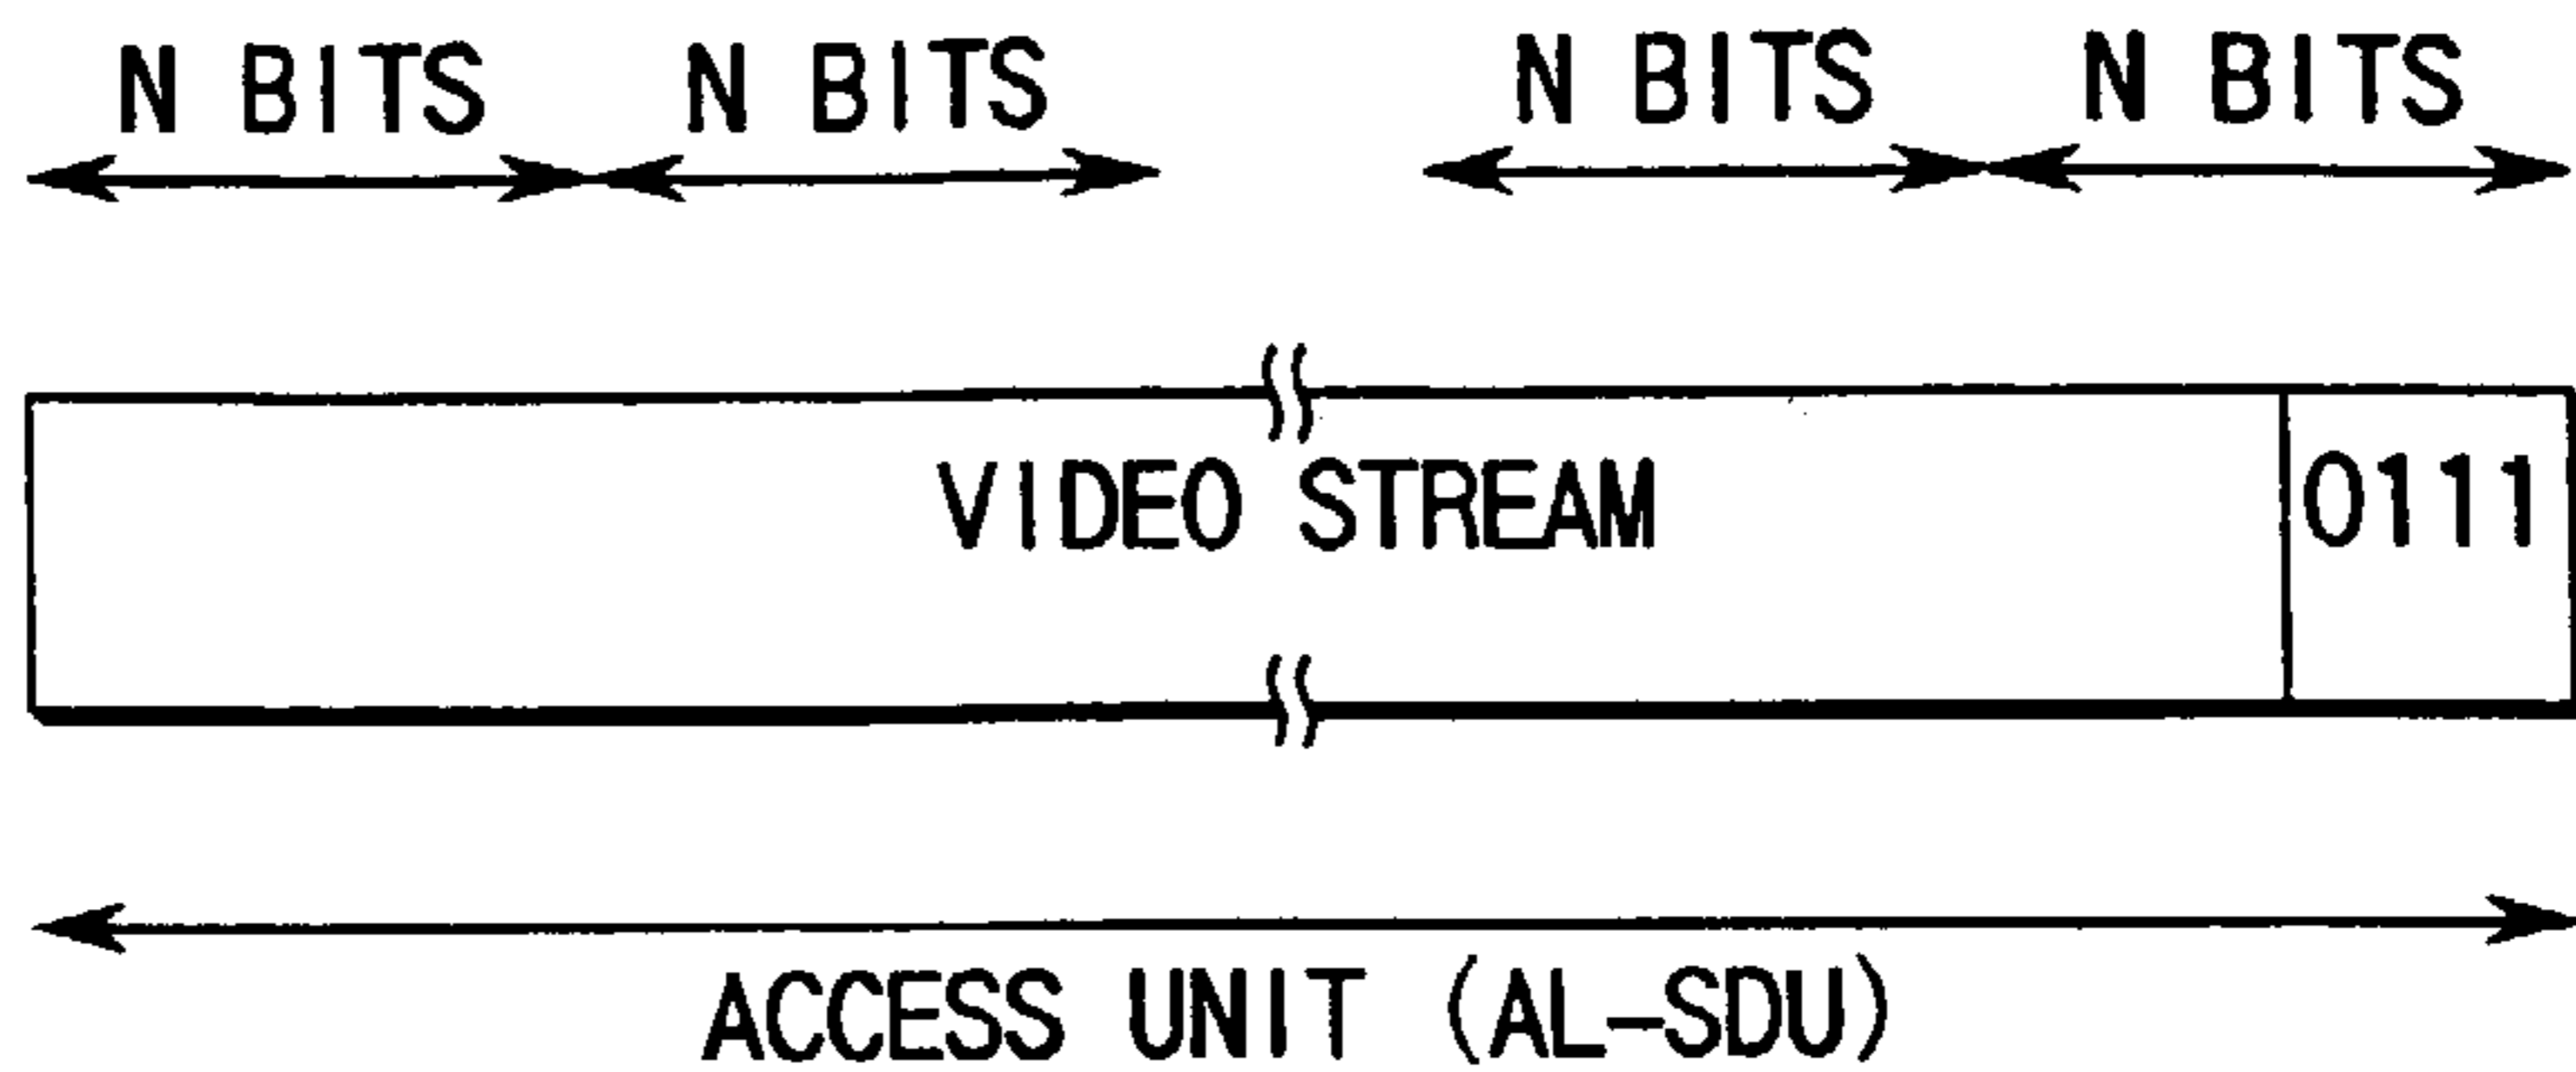 N BITS N BITS N BITS N BITS
VIDEO STREAM 0111
ACCESS UNIT (AL-SDU)